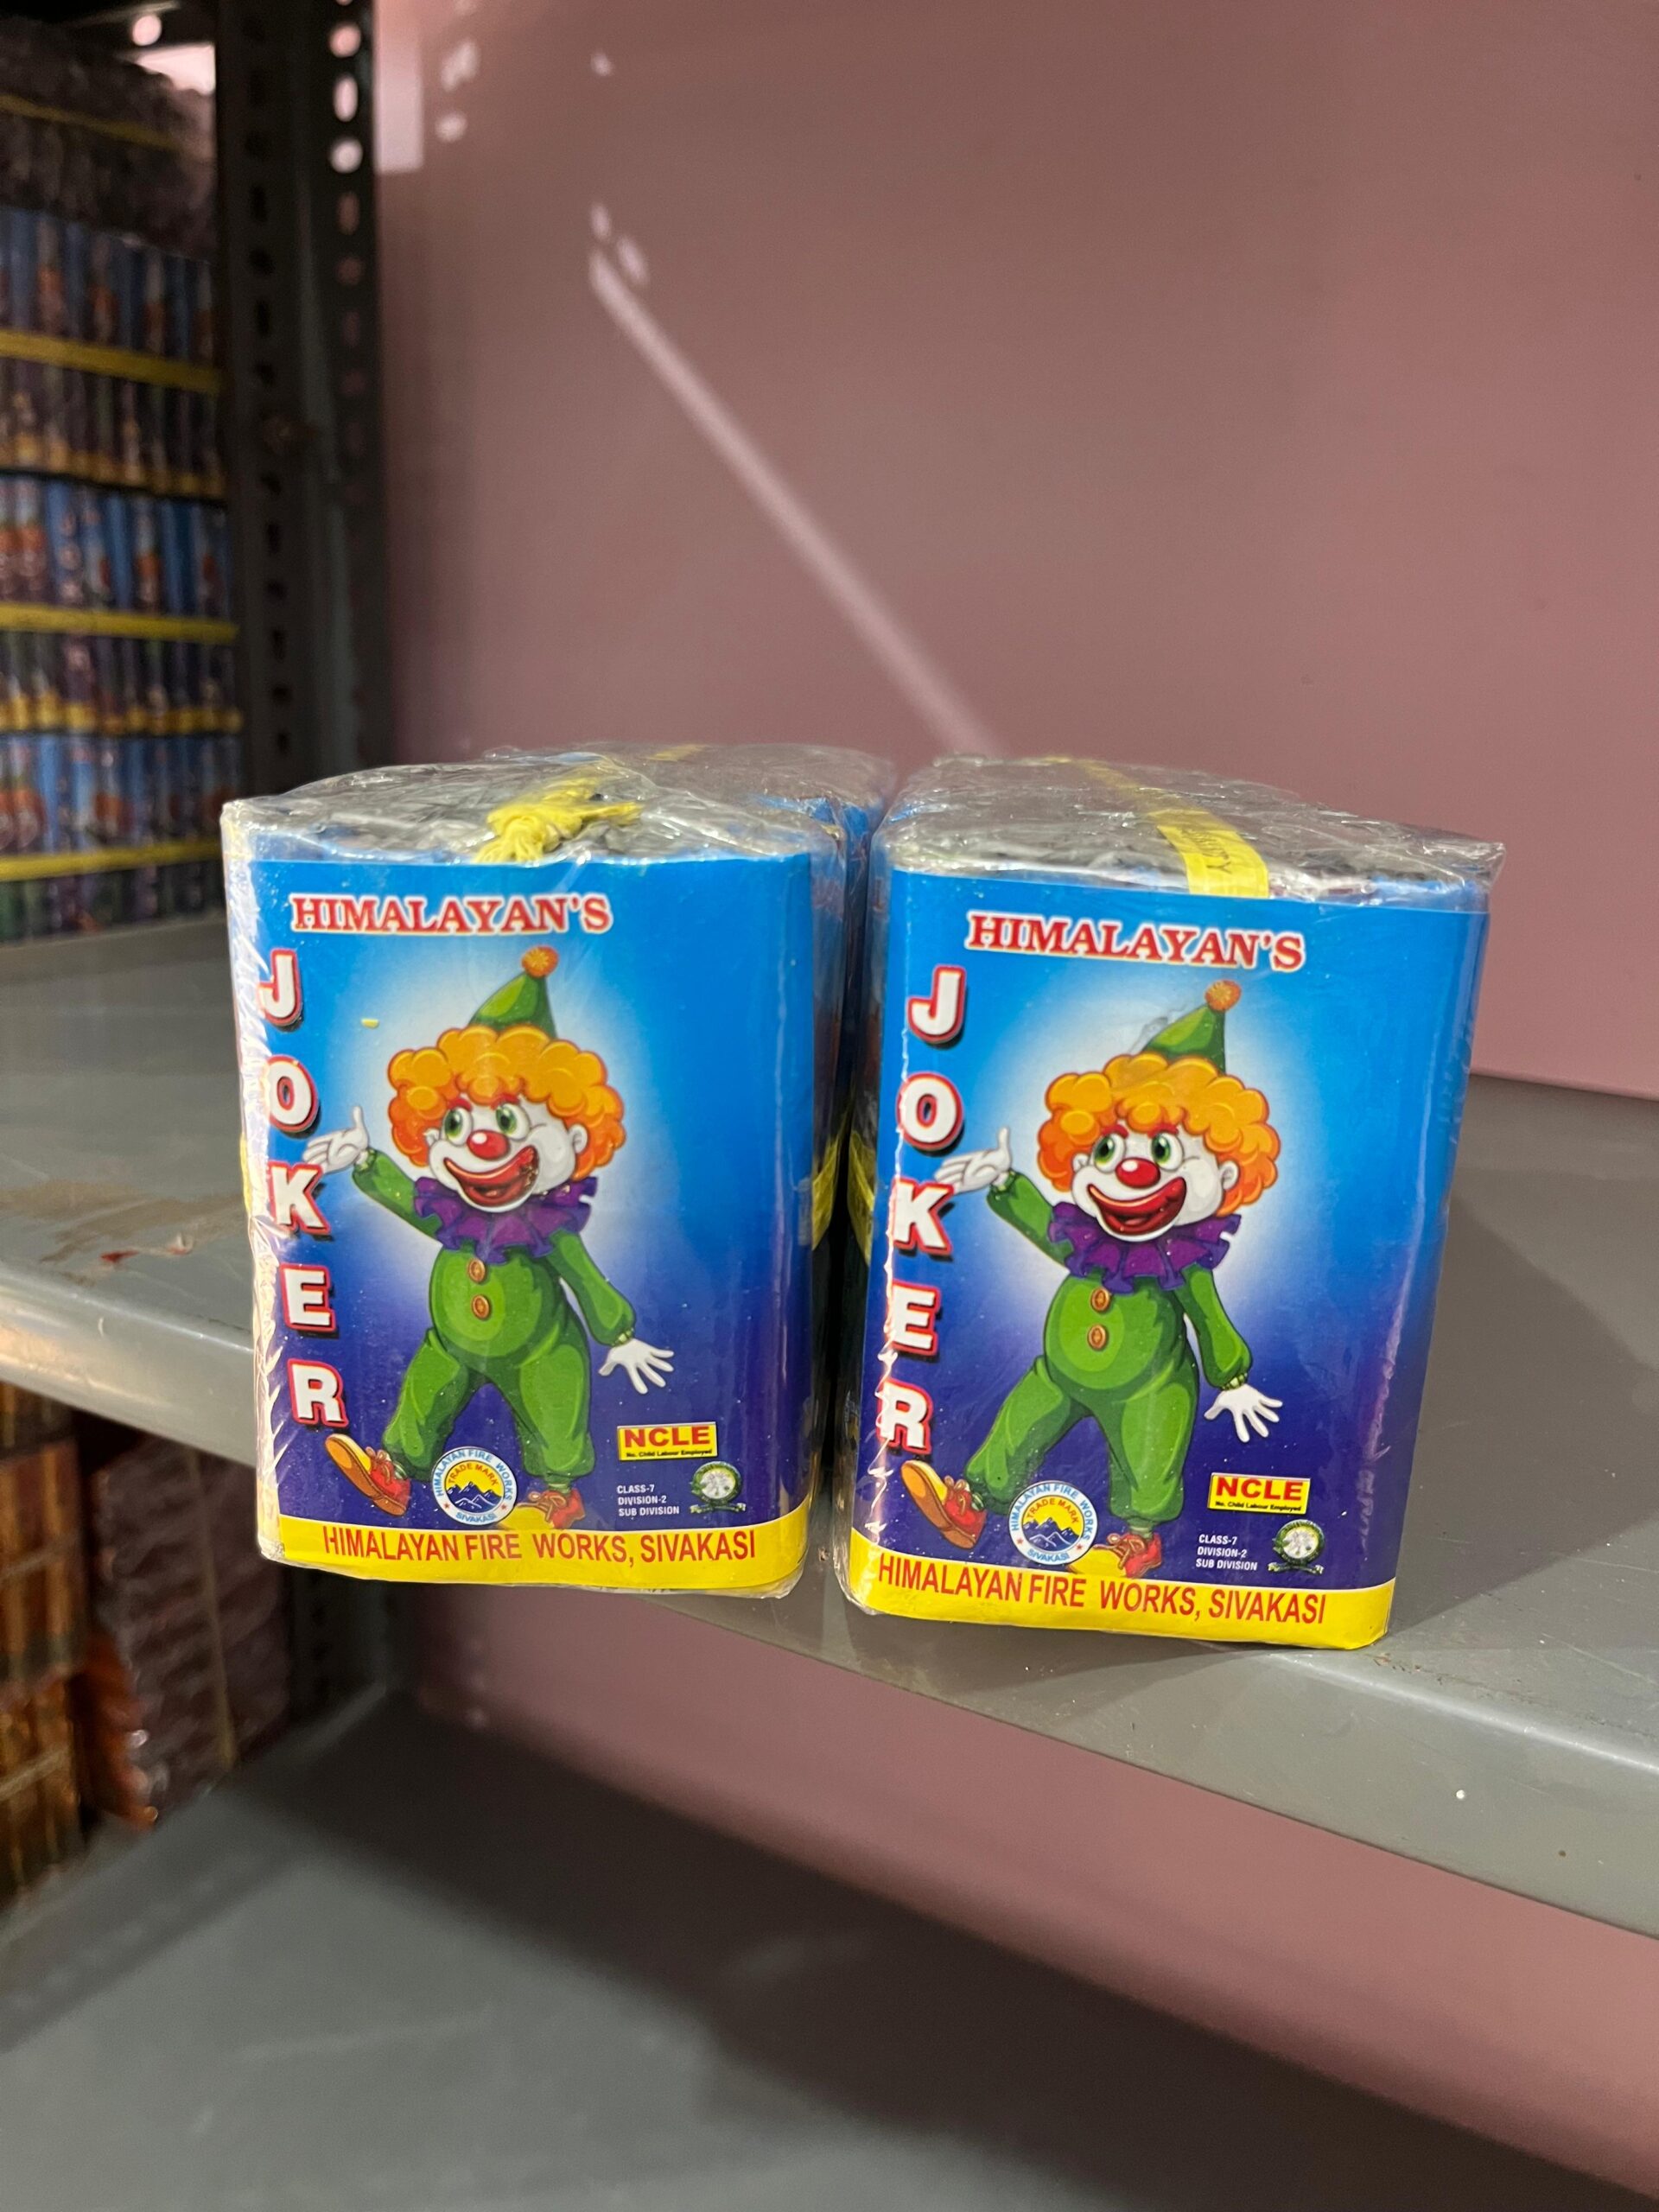 HIMALAYAN'S
JOKER
NCLE
No. Child Labour Employed
CLASS-7
DIVISION-2
SUB DIVISION
HIMALAYAN FIRE WORKS
TRADE MARK
SIVAKASI
HIMALAYAN FIRE WORKS, SIVAKASI
HIMALAYAN'S
JOKER
NCLE
No. Child Labour Employed
CLASS-7
DIVISION-2
SUB DIVISION
HIMALAYAN FIRE WORKS
TRADE MARK
SIVAKASI
HIMALAYAN FIRE WORKS, SIVAKASI